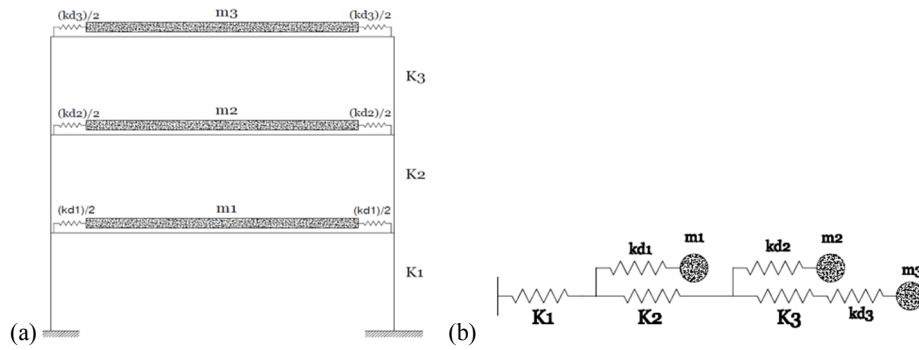 (kd3)/2 m3 (kd3)/2
K3
(kd2)/2 m2 (kd2)/2
K2
(kd1)/2 m1 (kd1)/2
K1
(a)
kd1 m1 kd2 m2
m3
K1 K2 K3 kd3
(b)